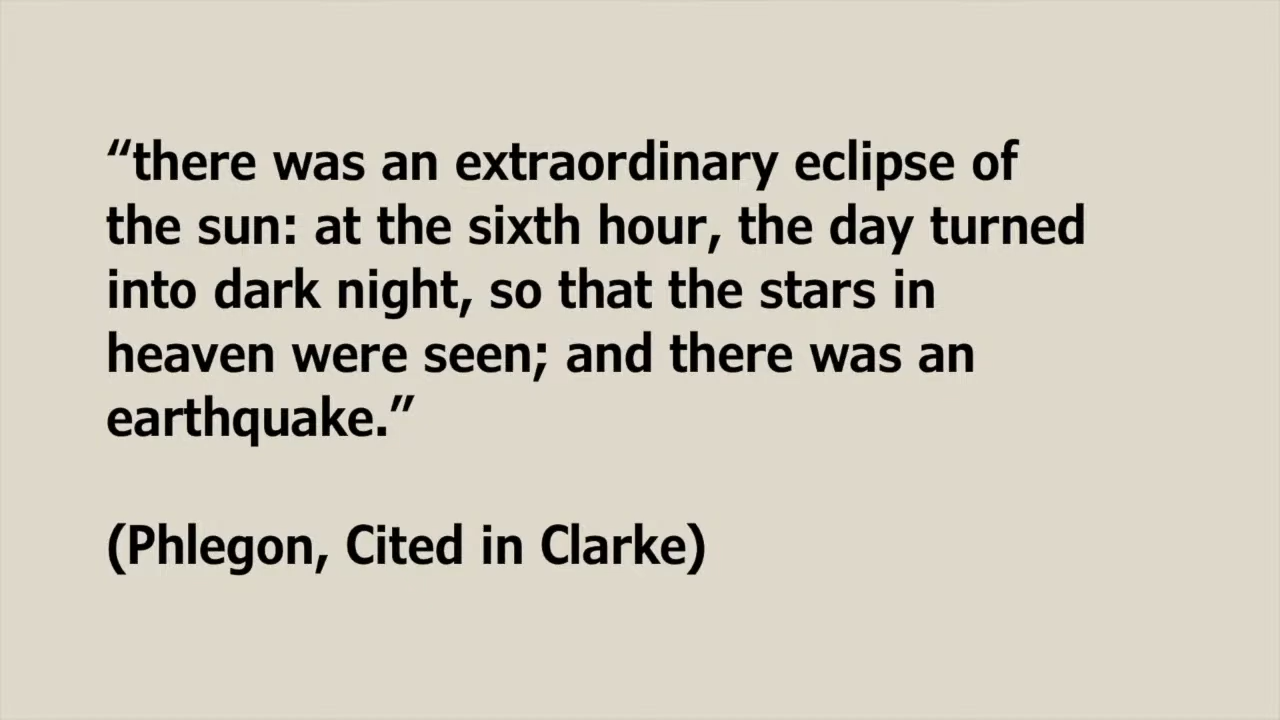 “there was an extraordinary eclipse of
the sun: at the sixth hour, the day turned
into dark night, so that the stars in
heaven were seen; and there was an
earthquake.”
(Phlegon, Cited in Clarke)